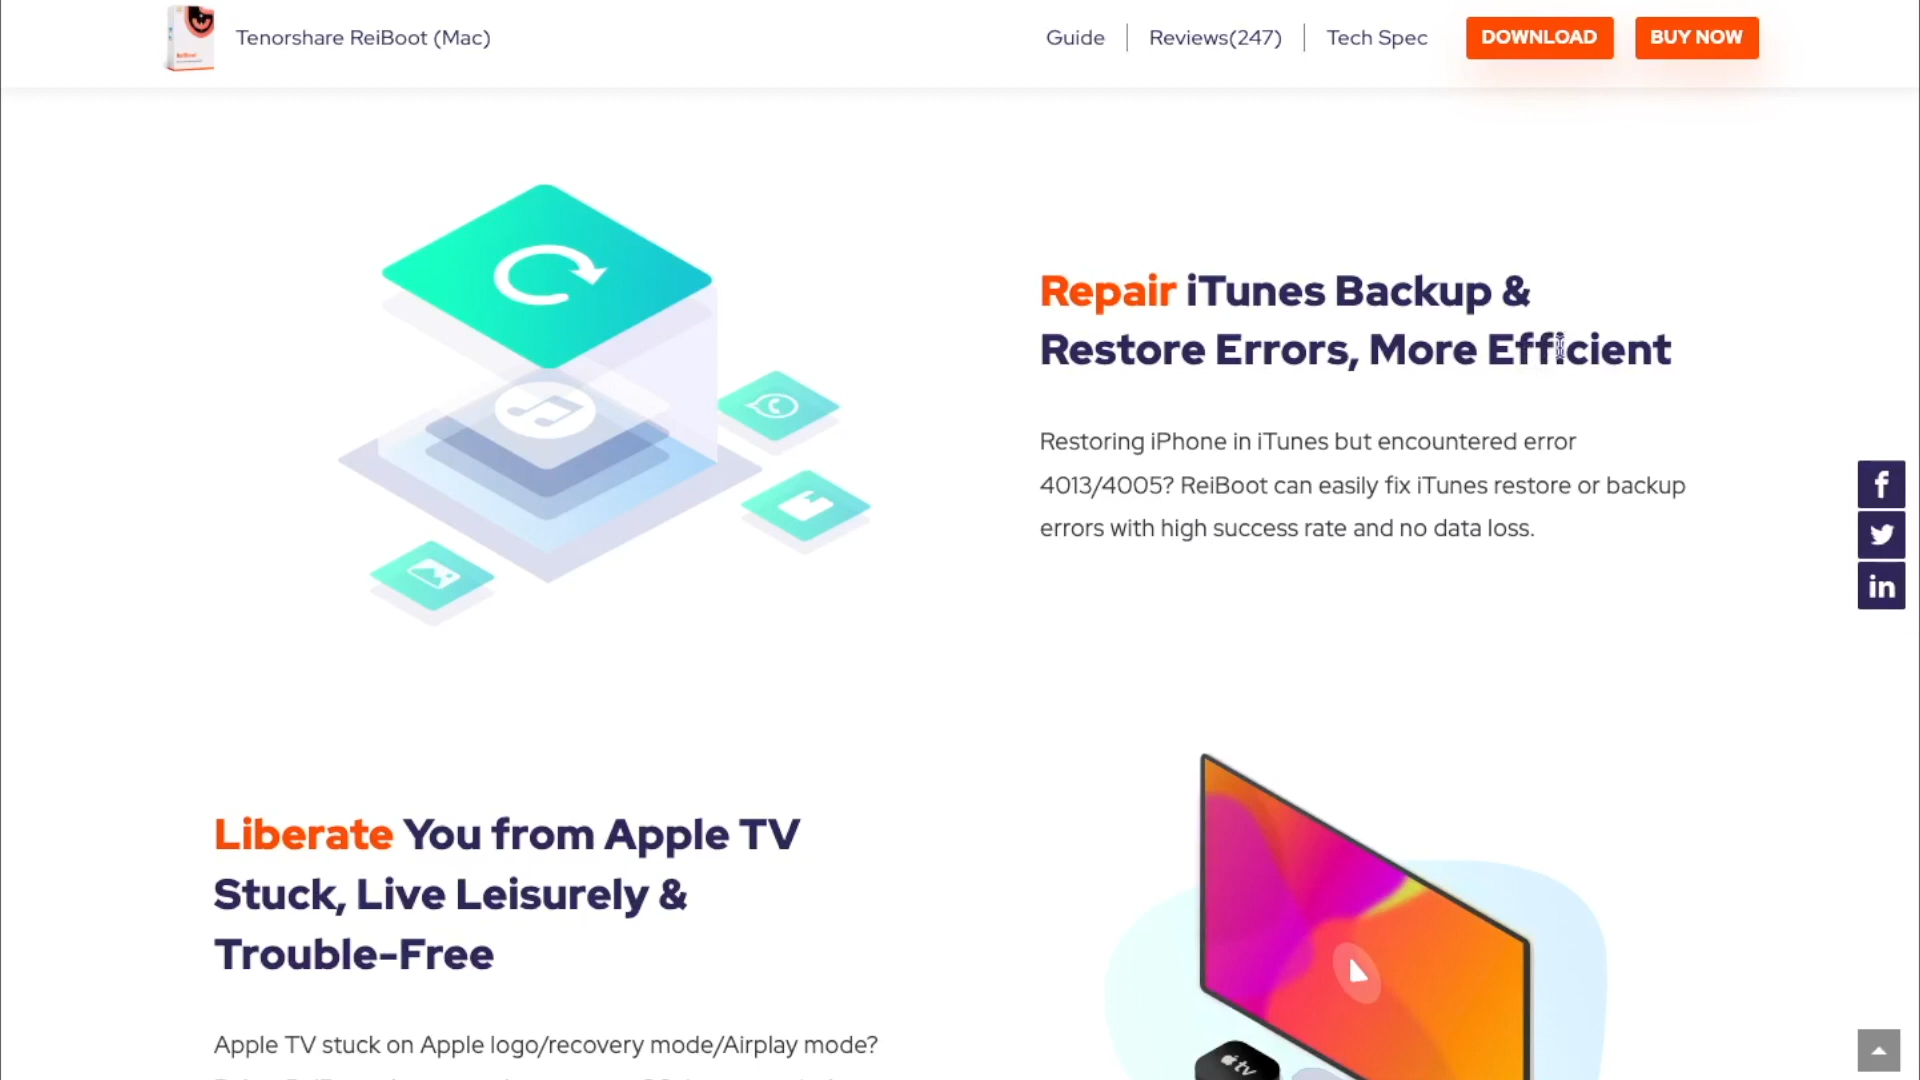 Tenorshare ReiBoot (Mac)
Guide
Reviews(247)
Tech Spec
DOWNLOAD
BUY NOW
Repair iTunes Backup &
Restore Errors, More Efficient
Restoring iPhone in iTunes but encountered error
4013/4005? ReiBoot can easily fix iTunes restore or backup
errors with high success rate and no data loss.
Liberate You from Apple TV
Stuck, Live Leisurely &
Trouble-Free
Apple TV stuck on Apple logo/recovery mode/Airplay mode?
tv